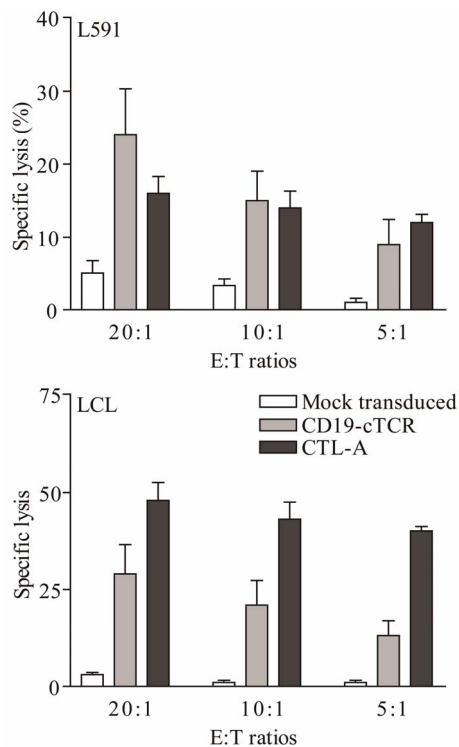 L591
40
30
20
10
0
Specific lysis (%)
20:1 10:1 5:1
E:T ratios
LCL
Mock transduced
CD19-cTCR
CTL-A
75
50
25
0
Specific lysis
20:1 10:1 5:1
E:T ratios